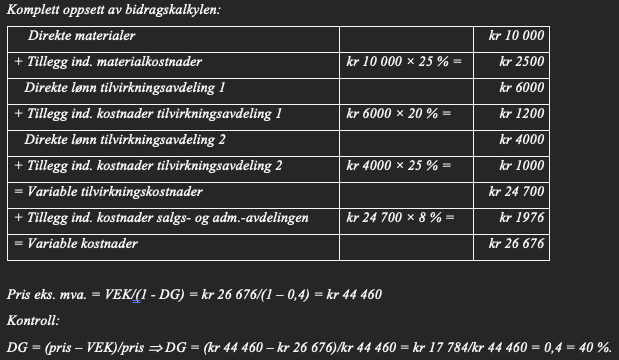 Komplett oppsett av bidragskalkylen:
Direkte materialer kr 10 000
+ Tillegg ind. materialkostnader kr 10 000 × 25 % = kr 2500
Direkte lønn tilvirkningsavdeling 1 kr 6000
+ Tillegg ind. kostnader tilvirkningsavdeling 1 kr 6000 × 20 % = kr 1200
Direkte lønn tilvirkningsavdeling 2 kr 4000
+ Tillegg ind. kostnader tilvirkningsavdeling 2 kr 4000 × 25 % = kr 1000
= Variable tilvirkningskostnader kr 24 700
+ Tillegg ind. kostnader salgs- og adm.-avdelingen kr 24 700 × 8 % = kr 1976
= Variable kostnader kr 26 676
Pris eks. mva. = VEK/(1 - DG) = kr 26 676/(1 – 0,4) = kr 44 460
Kontroll:
DG = (pris – VEK)/pris ⇒ DG = (kr 44 460 – kr 26 676)/kr 44 460 = kr 17 784/kr 44 460 = 0,4 = 40 %.